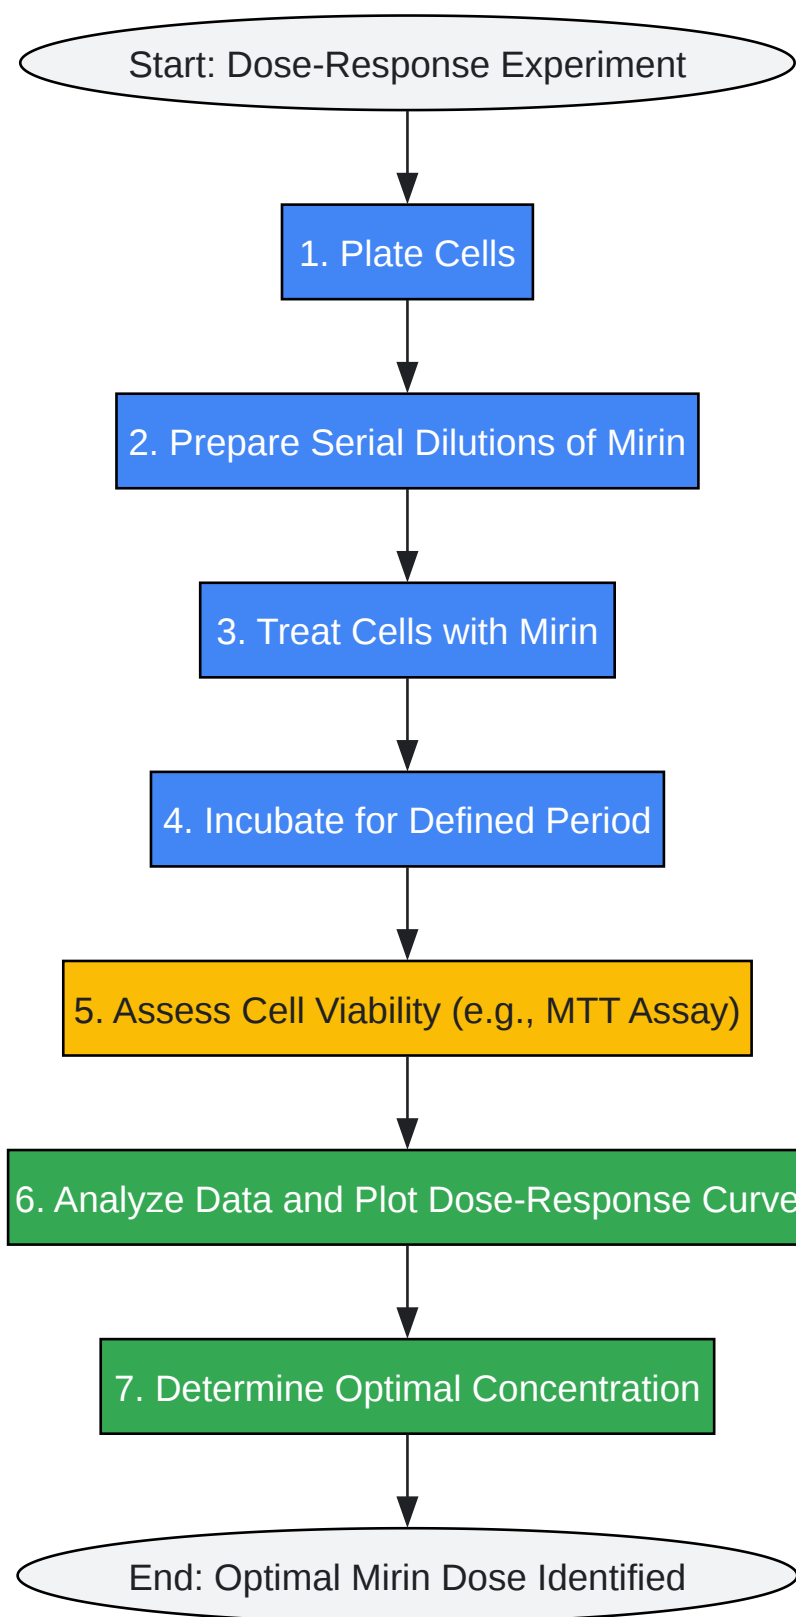 Start: Dose-Response Experiment
1. Plate Cells
2. Prepare Serial Dilutions of Mirin
3. Treat Cells with Mirin
4. Incubate for Defined Period
5. Assess Cell Viability (e.g., MTT Assay)
6. Analyze Data and Plot Dose-Response Curve
7. Determine Optimal Concentration
End: Optimal Mirin Dose Identified